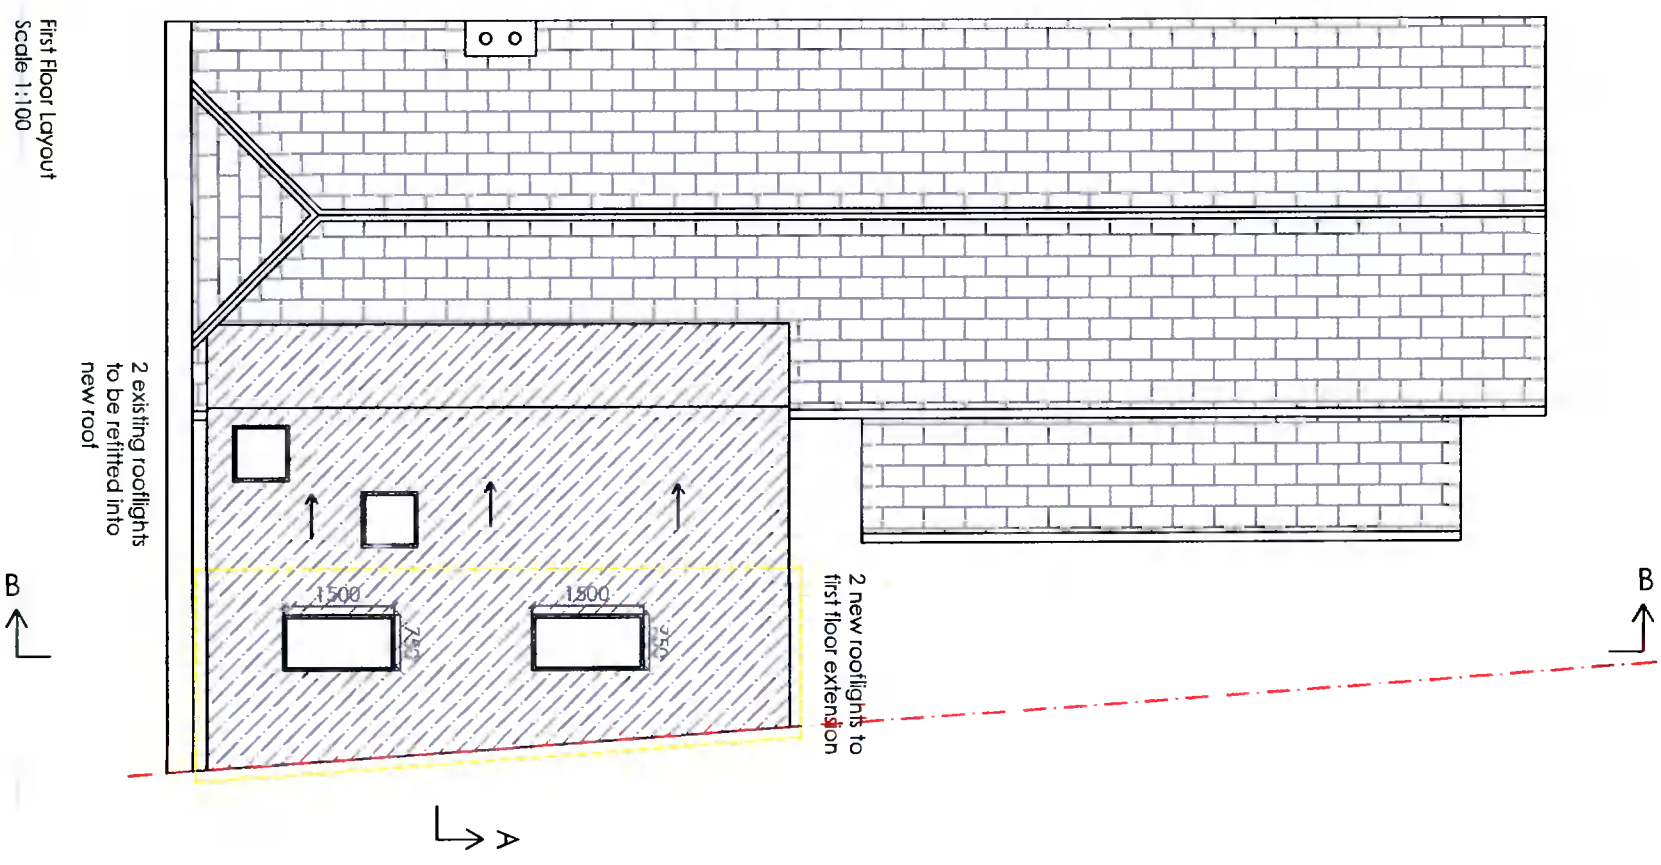 First Floor Layout
Scale 1:100
2 existing rooflights
to be refitted into
new roof
B
B
2 new rooflights to
first floor extension
1500
750
1500
750
A